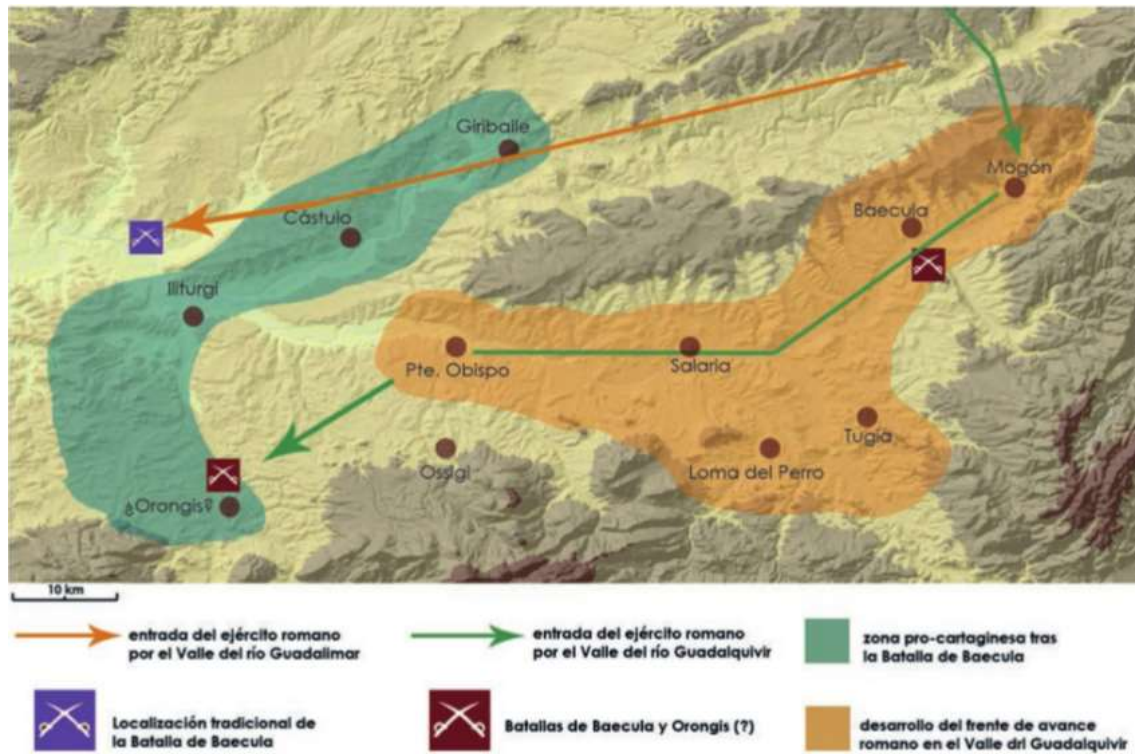 Giribaile
Mogón
Baecula
Cástulo
Iliturgi
Pte. Obispo
Salaria
Tugia
Ossigi
Loma del Perro
¿Orongis?
10 km
entrada del ejército romano
por el Valle del río Guadalimar
entrada del ejército romano
por el Valle del río Guadalquivir
zona pro-cartaginesa tras
la Batalla de Baecula
Localización tradicional de
la Batalla de Baecula
Batallas de Baecula y Orongis (?)
desarrollo del frente de avance
romano en el Valle drl Guadalquivir